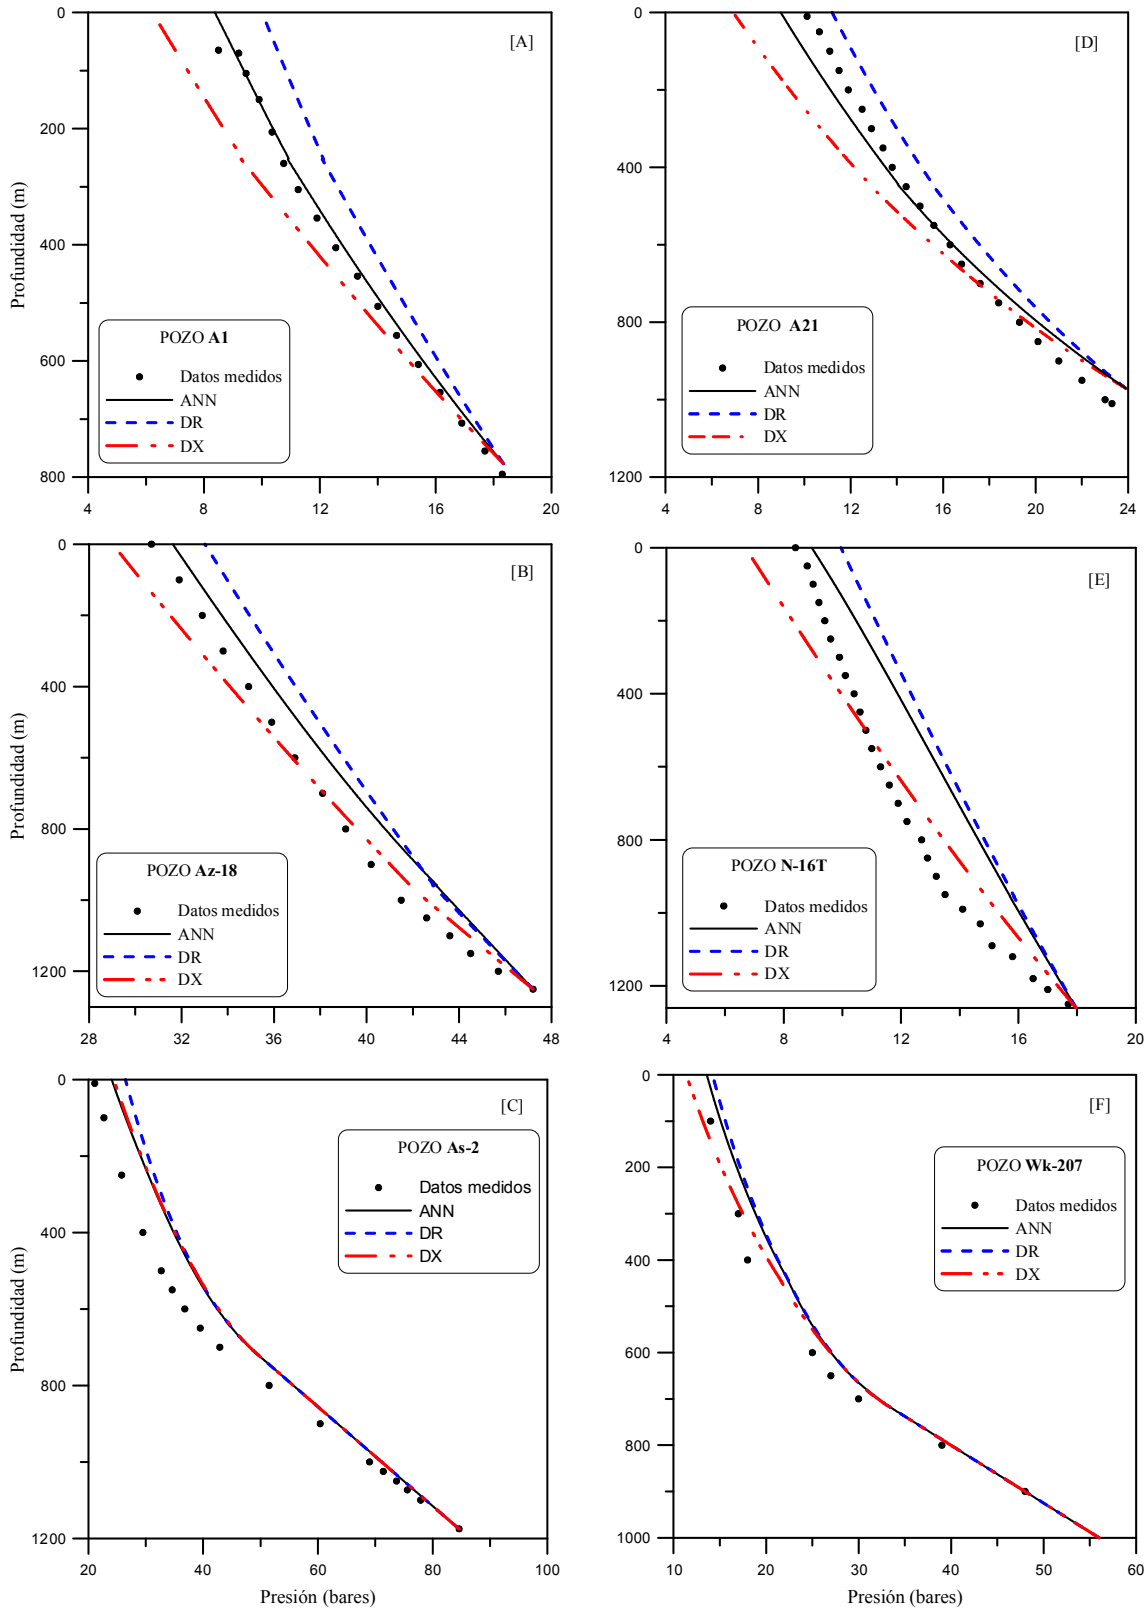 [A]
0
200
400
600
800
4
8
12
16
20
Profundidad (m)
POZO A1
Datos medidos
ANN
DR
DX
[D]
0
400
800
1200
4
8
12
16
20
24
POZO A21
Datos medidos
ANN
DR
DX
[B]
0
400
800
1200
28
32
36
40
44
48
Profundidad (m)
POZO Az-18
Datos medidos
ANN
DR
DX
[E]
0
400
800
1200
4
8
12
16
20
POZO N-16T
Datos medidos
ANN
DR
DX
[C]
0
400
800
1200
20
40
60
80
100
Profundidad (m)
Presión (bares)
POZO As-2
Datos medidos
ANN
DR
DX
[F]
0
200
400
600
800
1000
10
20
30
40
50
60
Presión (bares)
POZO Wk-207
Datos medidos
ANN
DR
DX